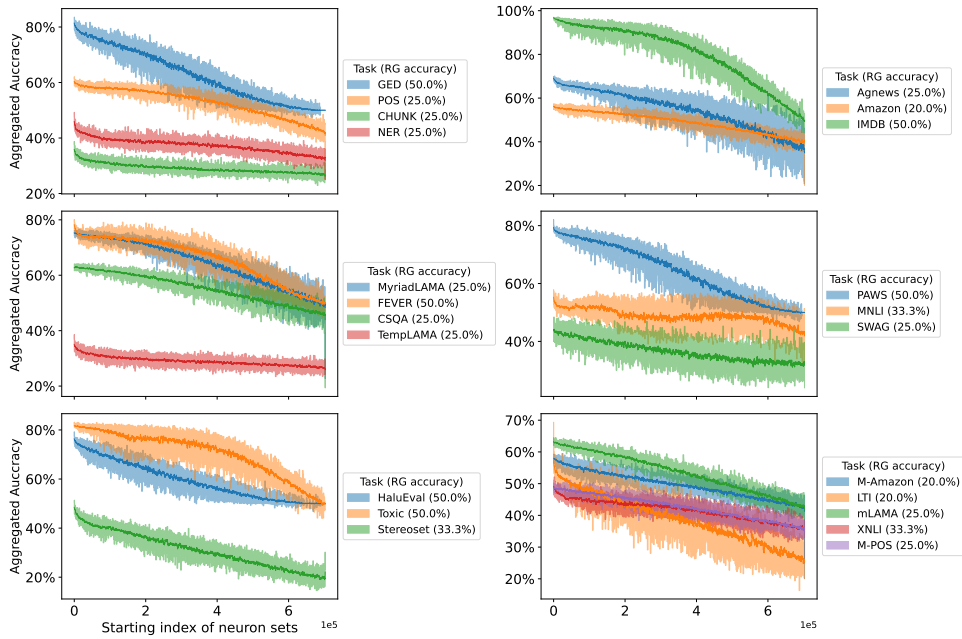 Aggregated Auccracy
80%
60%
40%
20%
Task (RG accuracy)
GED (50.0%)
POS (25.0%)
CHUNK (25.0%)
NER (25.0%)
100%
80%
60%
40%
20%
Task (RG accuracy)
Agnews (25.0%)
Amazon (20.0%)
IMDB (50.0%)
Aggregated Auccracy
80%
60%
40%
20%
Task (RG accuracy)
MyriadLAMA (25.0%)
FEVER (50.0%)
CSQA (25.0%)
TempLAMA (25.0%)
80%
60%
40%
Task (RG accuracy)
PAWS (50.0%)
MNLI (33.3%)
SWAG (25.0%)
Aggregated Auccracy
80%
60%
40%
20%
0 2 4 6
1e5
Starting index of neuron sets
Task (RG accuracy)
HaluEval (50.0%)
Toxic (50.0%)
Stereoset (33.3%)
70%
60%
50%
40%
30%
20%
0 2 4 6
1e5
Task (RG accuracy)
M-Amazon (20.0%)
LTI (20.0%)
mLAMA (25.0%)
XNLI (33.3%)
M-POS (25.0%)